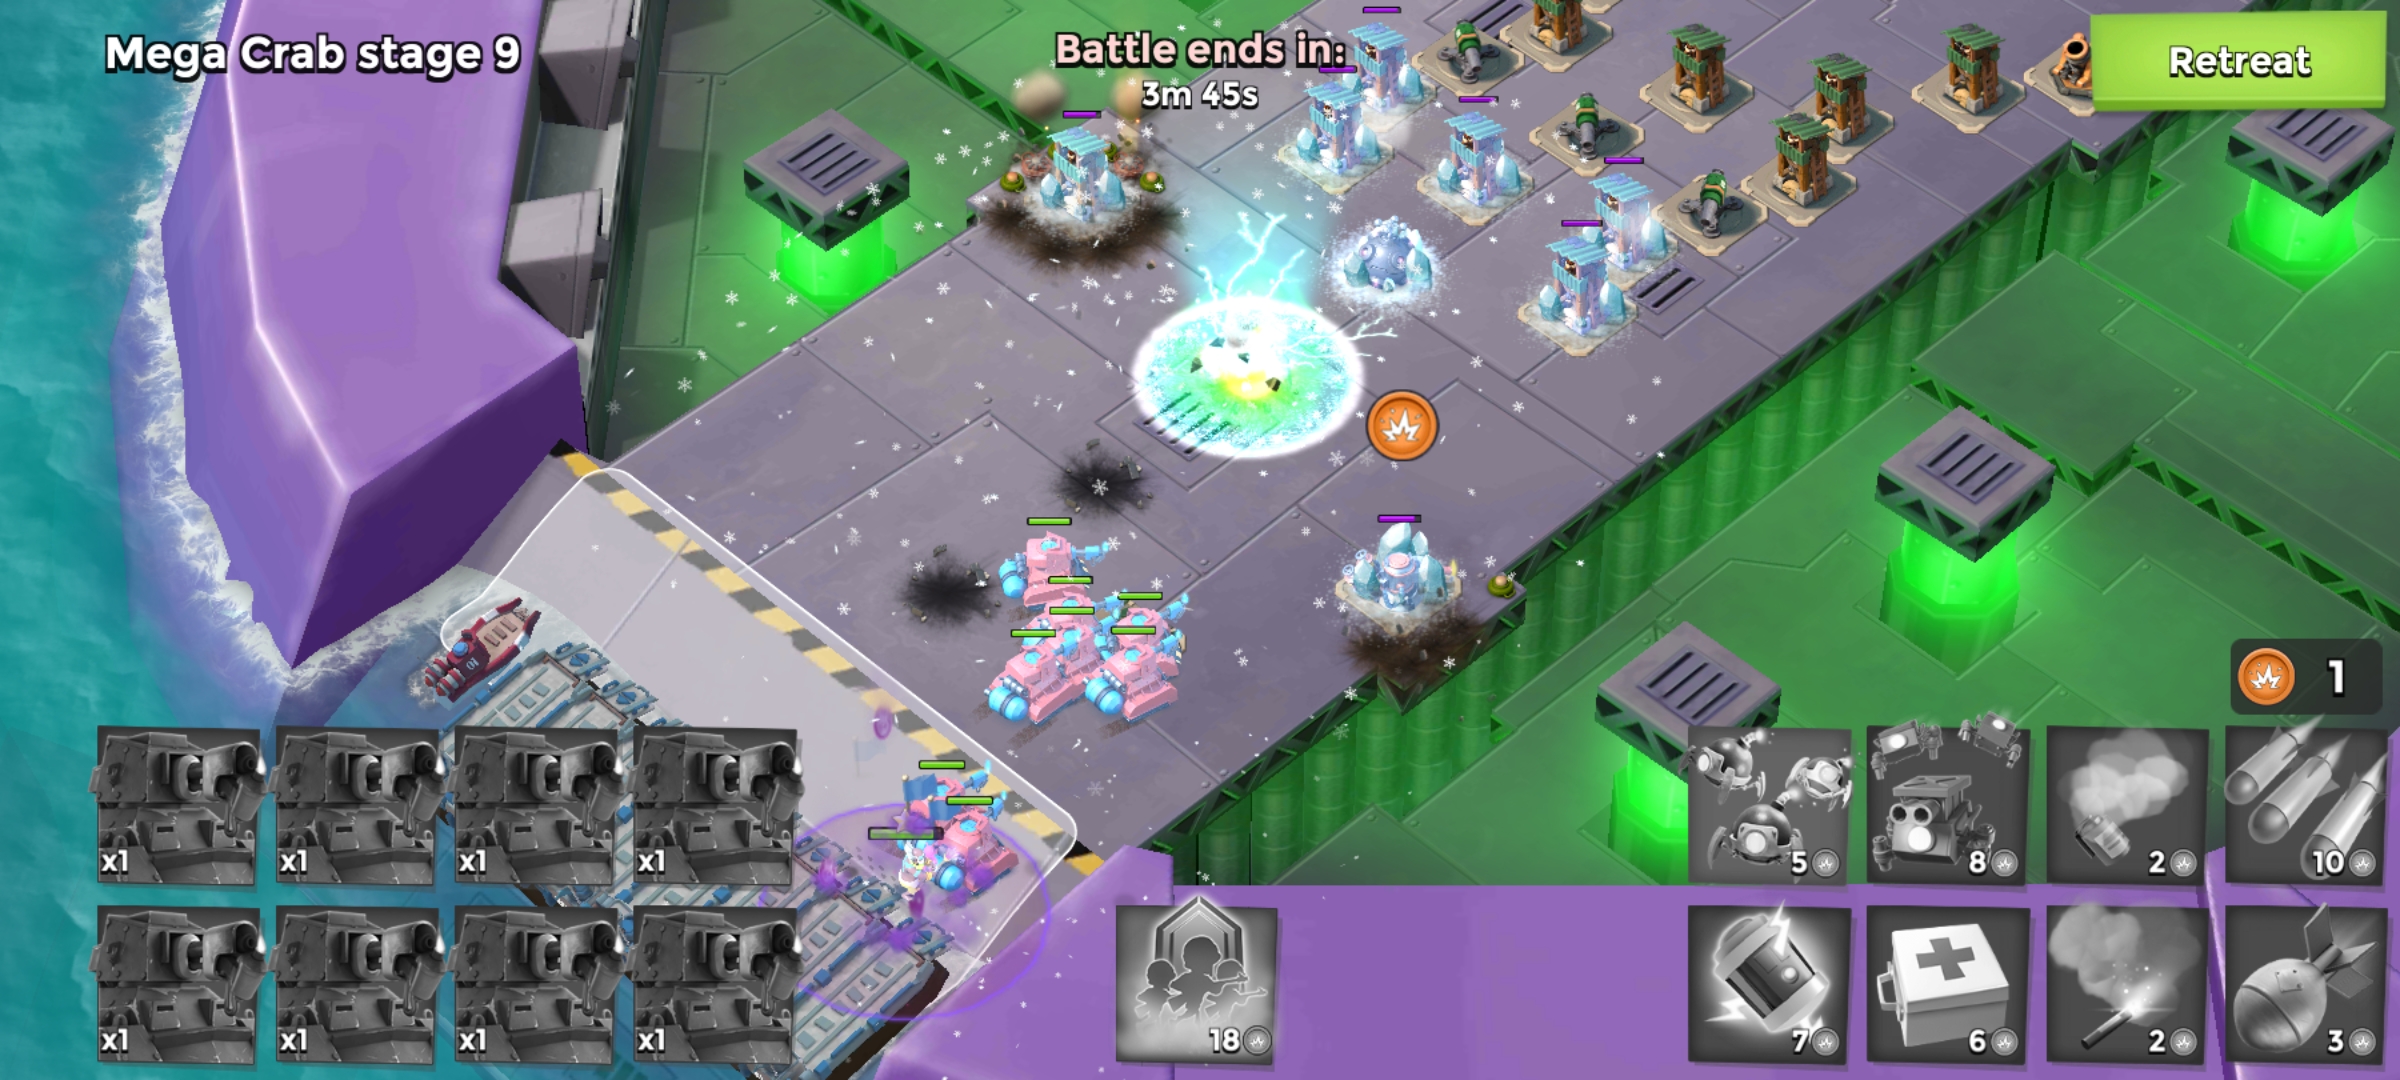 Mega Crab stage 9
Battle ends in:
3m 45s
Retreat
1
x1
x1
x1
x1
5
8
2
10
x1
x1
x1
x1
18
7
6
2
3